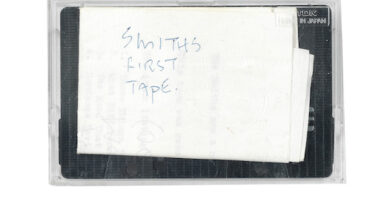 SMITHS
FIRST
TAPE.
TDK
IN JAPAN